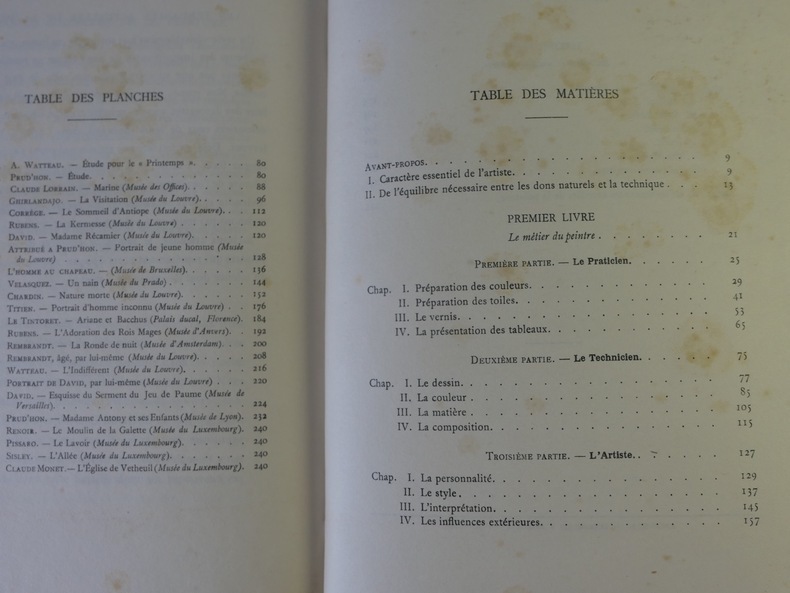 TABLE DES PLANCHES
A. WATTEAU. — Étude pour le « Printemps ». . . . . 80
PRUD'HON. — Étude. . . . . . . . . . . 80
CLAUDE LORRAIN. — Marine (Musée des Offices). . . . . 88
GHIRLANDAJO. — La Visitation (Musée du Louvre). . . . 96
CORRÈGE. — Le Sommeil d'Antiope (Musée du Louvre). . . 112
RUBENS. — La Kermesse (Musée du Louvre) . . . . . . 120
DAVID. — Madame Récamier (Musée du Louvre). . . . . 120
ATTRIBUÉ A PRUD'HON. — Portrait de jeune homme (Musée
du Louvre) . . . . . . . . . . . . . 128
L'HOMME AU CHAPEAU. — (Musée de Bruxelles). . . . . 136
VELASQUEZ. — Un nain (Musée du Prado) . . . . . . 144
CHARDIN. — Nature morte (Musée du Louvre). . . . . . 152
TITIEN. — Portrait d'homme inconnu (Musée du Louvre) . . 176
LE TINTORET. — Ariane et Bacchus (Palais ducal, Florence). 184
RUBENS. — L'Adoration des Rois Mages (Musée d'Anvers). . 192
REMBRANDT. — La Ronde de nuit (Musée d'Amsterdam). . . 200
REMBRANDT, âgé, par lui-même (Musée du Louvre). . . . 208
WATTEAU. — L'Indifférent (Musée du Louvre). . . . . . 216
PORTRAIT DE DAVID, par lui-même (Musée du Louvre) . . . 220
DAVID. — Esquisse du Serment du Jeu de Paume (Musée de
Versailles). . . . . . . . . . . . . 224
PRUD'HON. — Madame Antony et ses Enfants (Musée de Lyon). 232
RENOIR. — Le Moulin de la Galette (Musée du Luxembourg). 240
PISSARO. — Le Lavoir (Musée du Luxembourg). . . . . 240
SISLEY. — L'Allée (Musée du Luxembourg). . . . . . 240
CLAUDE MONET. — L'Église de Vetheuil (Musée du Luxembourg). 240
TABLE DES MATIÈRES
AVANT-PROPOS. . . . . . . . . . . . . . 9
I. Caractère essentiel de l'artiste. . . . . . . . . . 9
II. De l'équilibre nécessaire entre les dons naturels et la technique . . . 13
PREMIER LIVRE
Le métier du peintre . . . . . . . 21
PREMIÈRE PARTIE. — Le Praticien. . . . . . 25
Chap. I. Préparation des couleurs. . . . . . . . . . 29
II. Préparation des toiles. . . . . . . . . . . 41
III. Le vernis. . . . . . . . . . . . . . 53
IV. La présentation des tableaux. . . . . . . . . 65
DEUXIÈME PARTIE. — Le Technicien. . . . . . 75
Chap. I. Le dessin. . . . . . . . . . . . . . 77
II. La couleur . . . . . . . . . . . . . 85
III. La matière . . . . . . . . . . . . . 105
IV. La composition. . . . . . . . . . . . 115
TROISIÈME PARTIE. — L'Artiste. . . . . . 127
Chap. I. La personnalité. . . . . . . . . . . . 129
II. Le style. . . . . . . . . . . . . . 137
III. L'interprétation. . . . . . . . . . . . 145
IV. Les influences extérieures. . . . . . . . . . 157